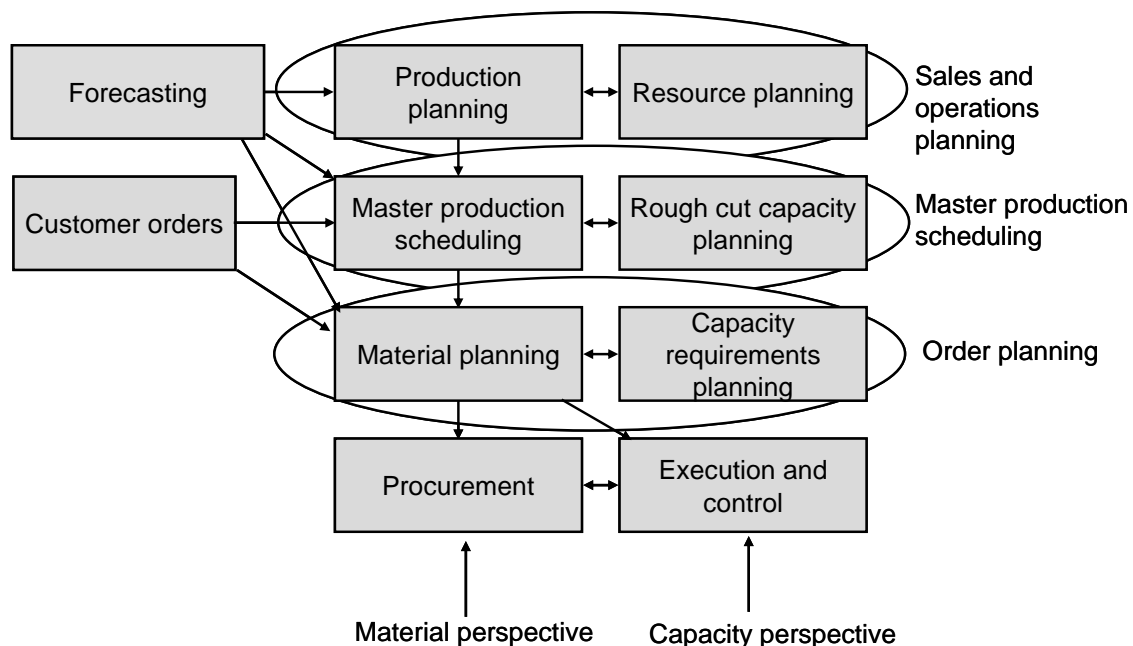 Forecasting
Production
planning
Resource planning
Sales and
operations
planning
Customer orders
Master production
scheduling
Rough cut capacity
planning
Master production
scheduling
Material planning
Capacity
requirements
planning
Order planning
Procurement
Execution and
control
Material perspective
Capacity perspective